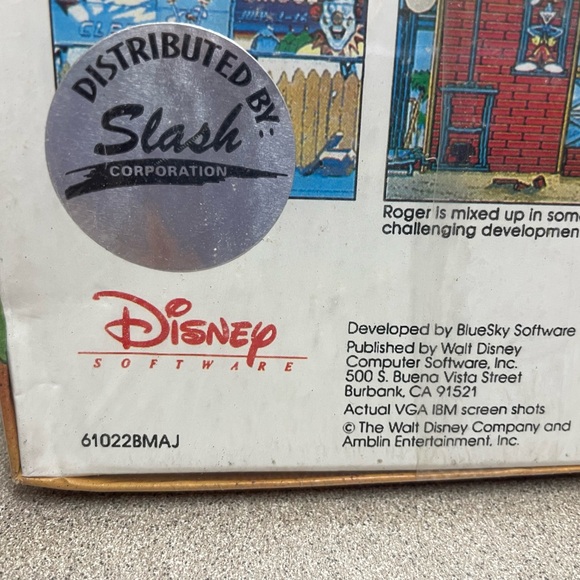 DISTRIBUTED BY:
Slash
CORPORATION
Roger is mixed up in som
challenging developmen
Disney
SOFTWARE
Developed by BlueSky Software
Published by Walt Disney
Computer Software, Inc.
500 S. Buena Vista Street
Burbank, CA 91521
Actual VGA IBM screen shots
© The Walt Disney Company and
Amblin Entertainment, Inc.
61022BMAJ